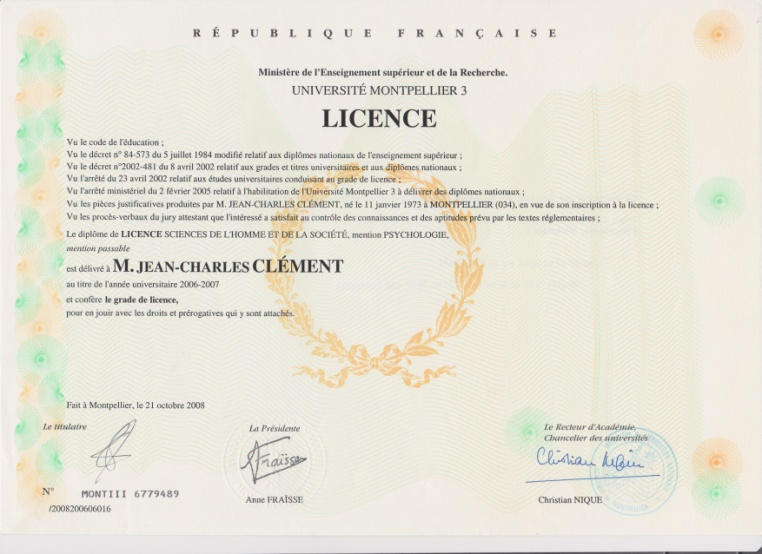 RÉPUBLIQUE FRANÇAISE
Ministère de l'Enseignement supérieur et de la Recherche.
UNIVERSITÉ MONTPELLIER 3
LICENCE
Vu le code de l'éducation ;
Vu le décret n° 84-573 du 5 juillet 1984 modifié relatif aux diplômes nationaux de l'enseignement supérieur ;
Vu le décret n°2002-481 du 8 avril 2002 relatif aux grades et titres universitaires et aux diplômes nationaux ;
Vu l'arrêté du 23 avril 2002 relatif aux études universitaires conduisant au grade de licence ;
Vu l'arrêté ministériel du 2 février 2005 relatif à l'habilitation de l'Université Montpellier 3 à délivrer des diplômes nationaux ;
Vu les pièces justificatives produites par M. JEAN-CHARLES CLÉMENT, né le 11 janvier 1973 à MONTPELLIER (034), en vue de son inscription à la licence ;
Vu les procès-verbaux du jury attestant que l'intéressé a satisfait au contrôle des connaissances et des aptitudes prévu par les textes réglementaires ;
Le diplôme de LICENCE SCIENCES DE L'HOMME ET DE LA SOCIÉTÉ, mention PSYCHOLOGIE,
mention passable
est délivré à M. JEAN-CHARLES CLÉMENT
au titre de l'année universitaire 2006-2007
et confère le grade de licence,
pour en jouir avec les droits et prérogatives qui y sont attachés.
Fait à Montpellier, le 21 octobre 2008
Le titulaire
La Présidente
Le Recteur d'Académie,
Chancelier des universités
AFraïsse
Anne FRAÏSSE
Christian NIQUE
N° MONTIII 6779489
/2008200606016